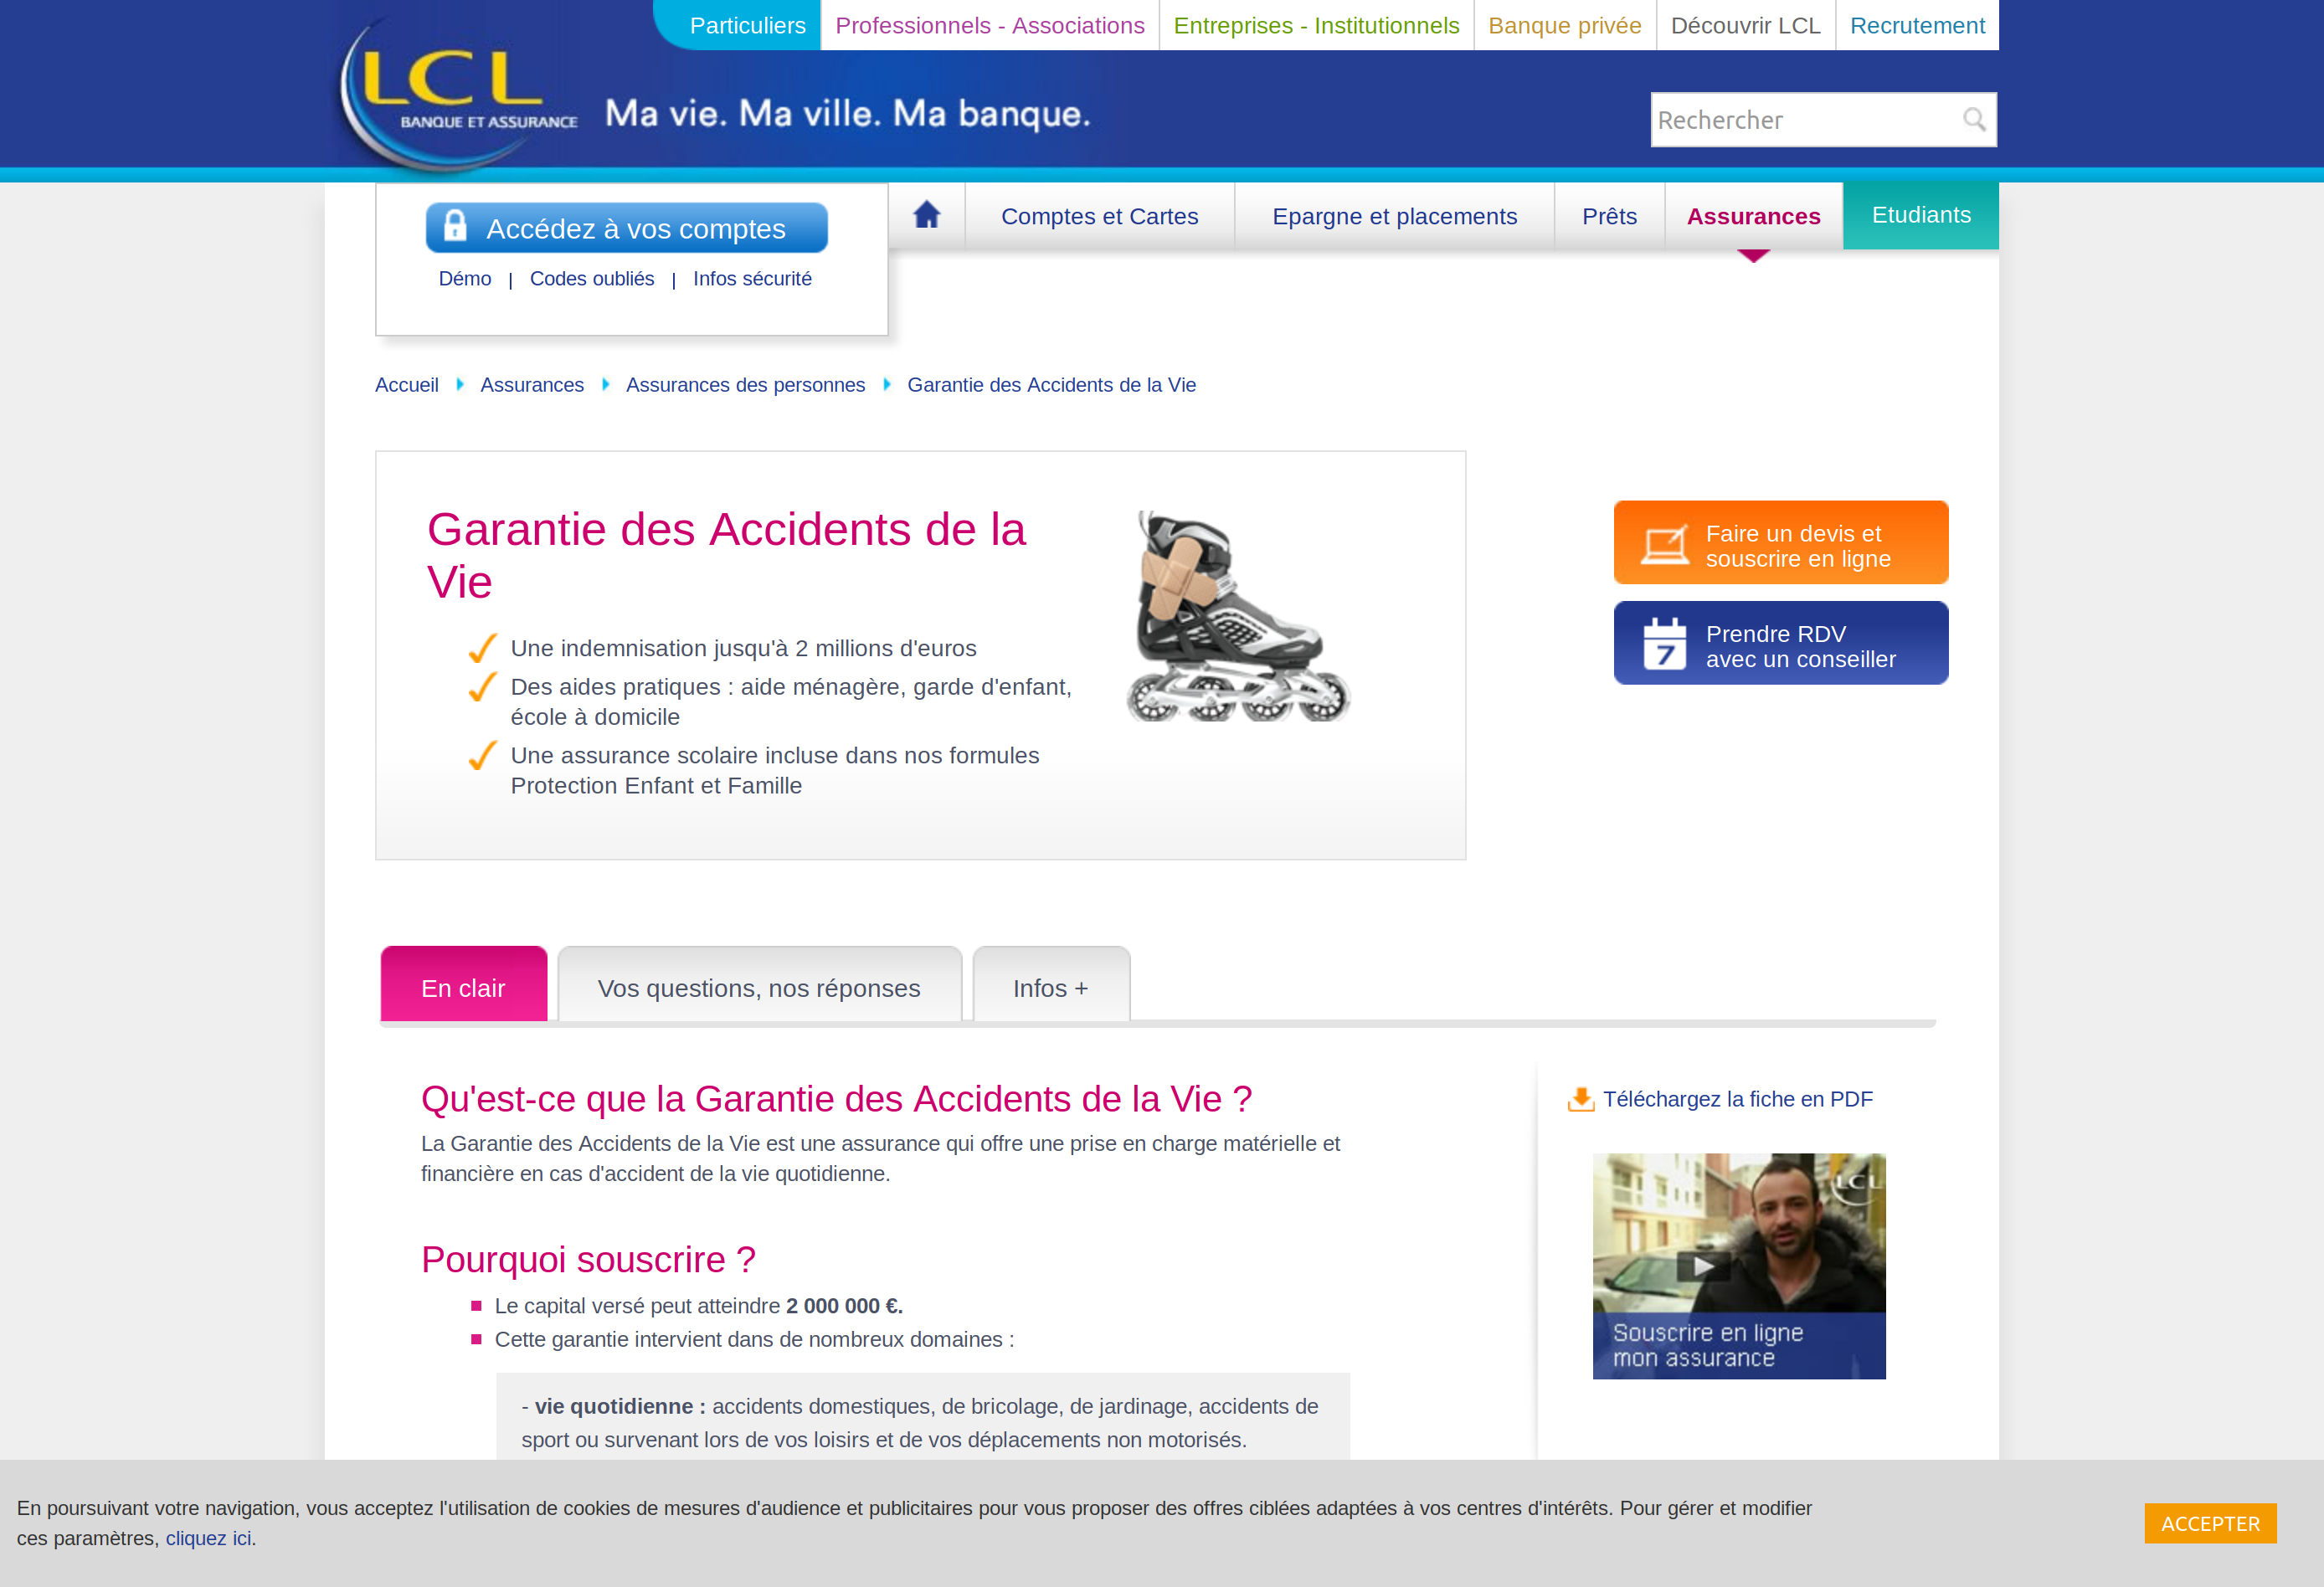 Particuliers
Professionnels - Associations
Entreprises - Institutionnels
Banque privée
Découvrir LCL
Recrutement
LCL
BANQUE ET ASSURANCE
Ma vie. Ma ville. Ma banque.
Rechercher
Accédez à vos comptes
Démo | Codes oubliés | Infos sécurité
Comptes et Cartes
Epargne et placements
Prêts
Assurances
Etudiants
Accueil
Assurances
Assurances des personnes
Garantie des Accidents de la Vie
Garantie des Accidents de la
Vie
Une indemnisation jusqu'à 2 millions d'euros
Des aides pratiques : aide ménagère, garde d'enfant,
école à domicile
Une assurance scolaire incluse dans nos formules
Protection Enfant et Famille
Faire un devis et
souscrire en ligne
7
Prendre RDV
avec un conseiller
En clair
Vos questions, nos réponses
Infos +
Qu'est-ce que la Garantie des Accidents de la Vie ?
La Garantie des Accidents de la Vie est une assurance qui offre une prise en charge matérielle et
financière en cas d'accident de la vie quotidienne.
Pourquoi souscrire ?
Le capital versé peut atteindre 2 000 000 €.
Cette garantie intervient dans de nombreux domaines :
- vie quotidienne : accidents domestiques, de bricolage, de jardinage, accidents de
sport ou survenant lors de vos loisirs et de vos déplacements non motorisés.
Téléchargez la fiche en PDF
LCL
Souscrire en ligne
mon assurance
En poursuivant votre navigation, vous acceptez l'utilisation de cookies de mesures d'audience et publicitaires pour vous proposer des offres ciblées adaptées à vos centres d'intérêts. Pour gérer et modifier
ces paramètres, cliquez ici.
ACCEPTER